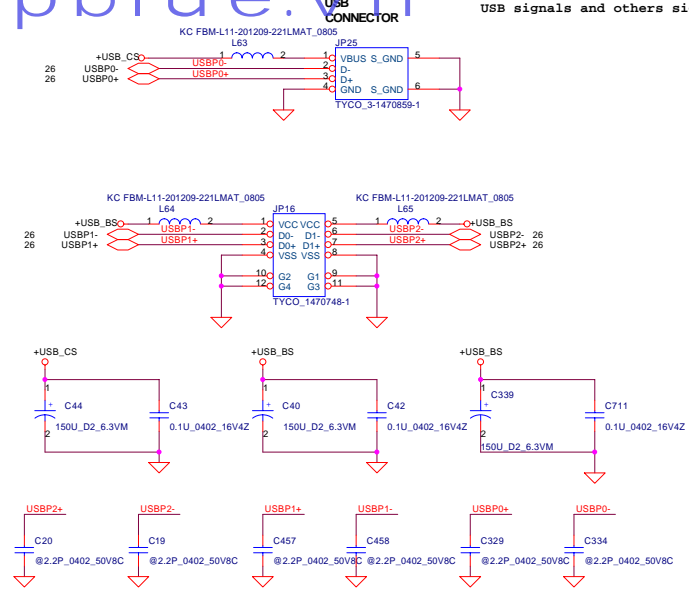 USB
CONNECTOR
USB signals and others si
KC FBM-L11-201209-221LMAT_0805
L63
JP25
+USB_CS
1 2
1 VBUS S_GND 5
26 USBP0- USBP0- 2 D-
26 USBP0+ USBP0+ 3 D+
4 GND S_GND 6
TYCO_3-1470859-1
KC FBM-L11-201209-221LMAT_0805 KC FBM-L11-201209-221LMAT_0805
L64 JP16 L65
+USB_BS 1 2 1 VCC VCC 5 1 2 +USB_BS
26 USBP1- USBP1- 2 D0- D1- 6 USBP2- USBP2- 26
26 USBP1+ USBP1+ 3 D0+ D1+ 7 USBP2+ USBP2+ 26
4 VSS VSS 8
10 G2 G1 9
12 G4 G3 11
TYCO_1470748-1
+USB_CS +USB_BS +USB_BS
1 1 1
+ C44 C43 + C40 C42 + C339 C711
150U_D2_6.3VM 0.1U_0402_16V4Z 150U_D2_6.3VM 0.1U_0402_16V4Z 150U_D2_6.3VM 0.1U_0402_16V4Z
2 2 2
USBP2+ USBP2- USBP1+ USBP1- USBP0+ USBP0-
C20 C19 C457 C458 C329 C334
@2.2P_0402_50V8C @2.2P_0402_50V8C @2.2P_0402_50V8C @2.2P_0402_50V8C @2.2P_0402_50V8C @2.2P_0402_50V8C